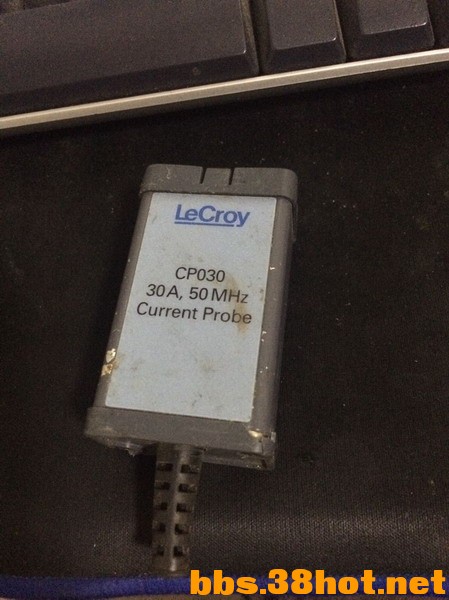 LeCroy
CP030
30A, 50MHz
Current Probe
bbs.38hot.net